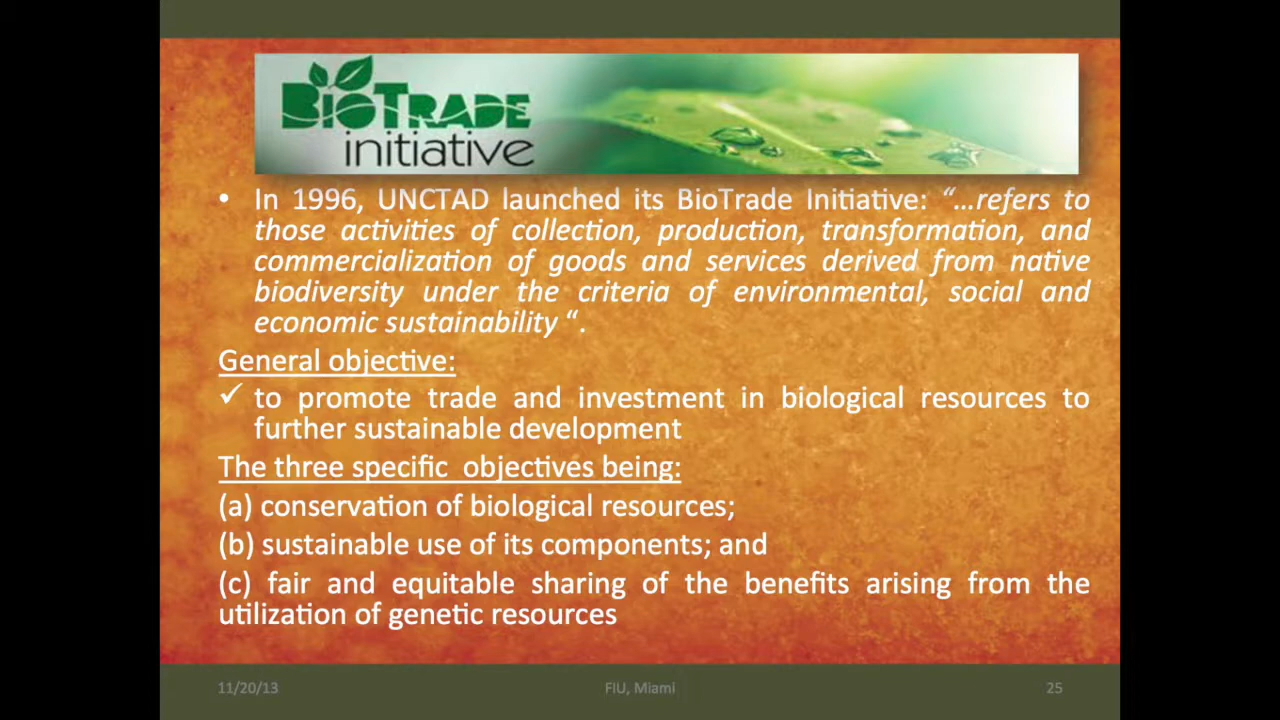 BIOTRADE
initiative
• In 1996, UNCTAD launched its BioTrade Initiative: “…refers to
those activities of collection, production, transformation, and
commercialization of goods and services derived from native
biodiversity under the criteria of environmental, social and
economic sustainability “.
General objective:
✓ to promote trade and investment in biological resources to
further sustainable development
The three specific  objectives being:
(a) conservation of biological resources;
(b) sustainable use of its components; and
(c) fair and equitable sharing of the benefits arising from the
utilization of genetic resources
11/20/13 FIU, Miami 25